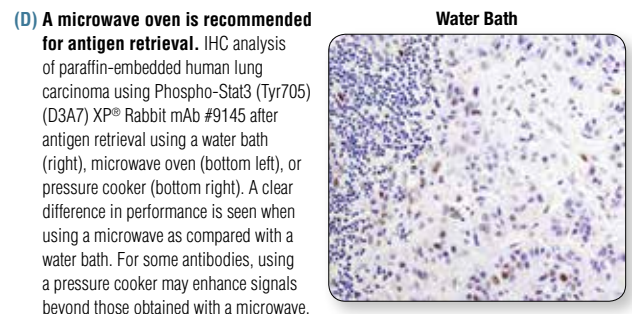 (D) A microwave oven is recommended
for antigen retrieval. IHC analysis
of paraffin-embedded human lung
carcinoma using Phospho-Stat3 (Tyr705)
(D3A7) XP® Rabbit mAb #9145 after
antigen retrieval using a water bath
(right), microwave oven (bottom left), or
pressure cooker (bottom right). A clear
difference in performance is seen when
using a microwave as compared with a
water bath. For some antibodies, using
a pressure cooker may enhance signals
beyond those obtained with a microwave.
Water Bath